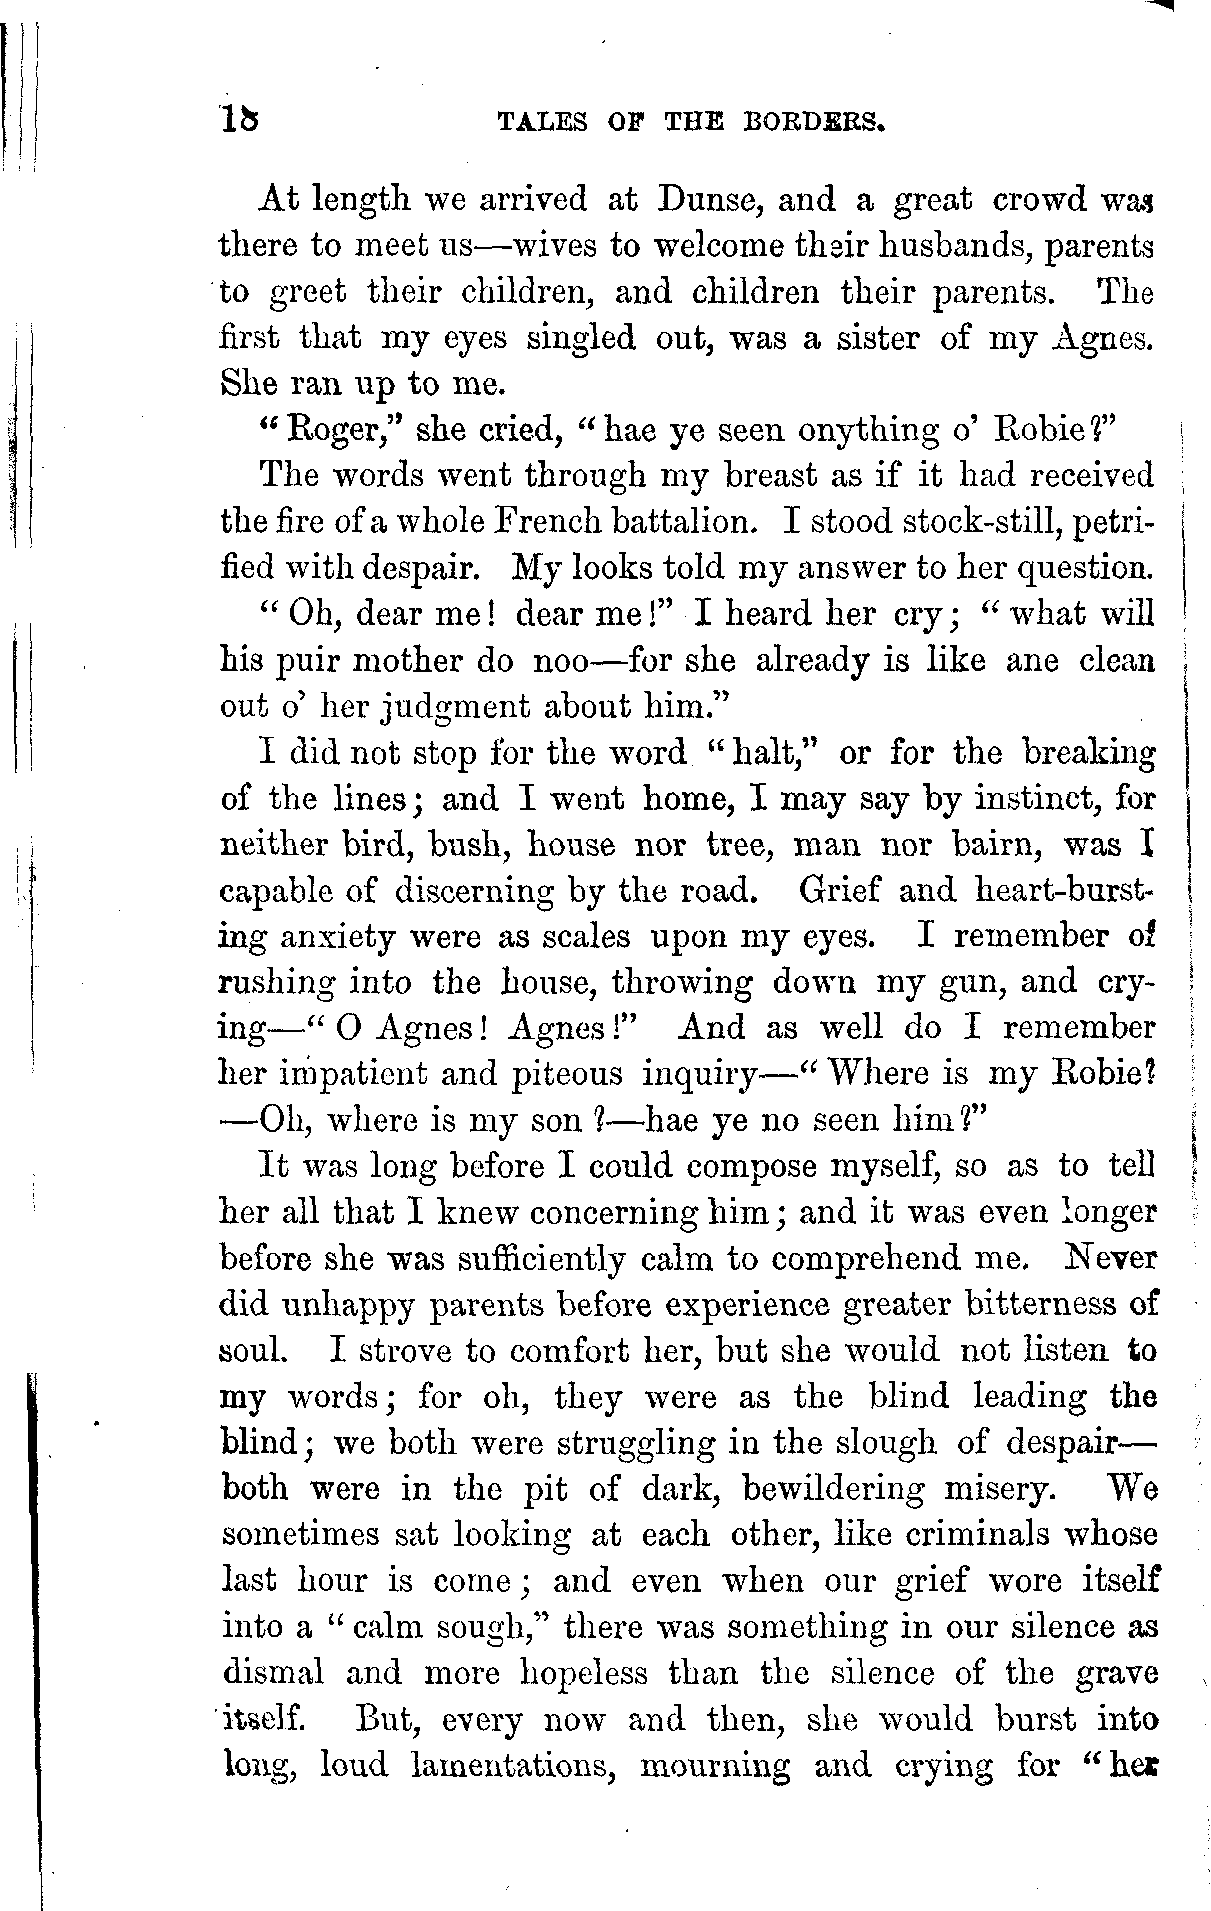 18 TALES OF THE BORDERS.
At length we arrived at Dunse, and a great crowd was
there to meet us—wives to welcome their husbands, parents
to greet their children, and children their parents. The
first that my eyes singled out, was a sister of my Agnes.
She ran up to me.
"Roger," she cried, "hae ye seen onything o' Robie?"
The words went through my breast as if it had received
the fire of a whole French battalion. I stood stock-still, petri-
fied with despair. My looks told my answer to her question.
"Oh, dear me! dear me!" I heard her cry; "what will
his puir mother do noo—for she already is like ane clean
out o' her judgment about him."
I did not stop for the word "halt," or for the breaking
of the lines; and I went home, I may say by instinct, for
neither bird, bush, house nor tree, man nor bairn, was I
capable of discerning by the road. Grief and heart-burst-
ing anxiety were as scales upon my eyes. I remember of
rushing into the house, throwing down my gun, and cry-
ing—"O Agnes! Agnes!" And as well do I remember
her impatient and piteous inquiry—"Where is my Robie?
—Oh, where is my son?—hae ye no seen him?"
It was long before I could compose myself, so as to tell
her all that I knew concerning him; and it was even longer
before she was sufficiently calm to comprehend me. Never
did unhappy parents before experience greater bitterness of
soul. I strove to comfort her, but she would not listen to
my words; for oh, they were as the blind leading the
blind; we both were struggling in the slough of despair—
both were in the pit of dark, bewildering misery. We
sometimes sat looking at each other, like criminals whose
last hour is come; and even when our grief wore itself
into a "calm sough," there was something in our silence as
dismal and more hopeless than the silence of the grave
itself. But, every now and then, she would burst into
long, loud lamentations, mourning and crying for "her